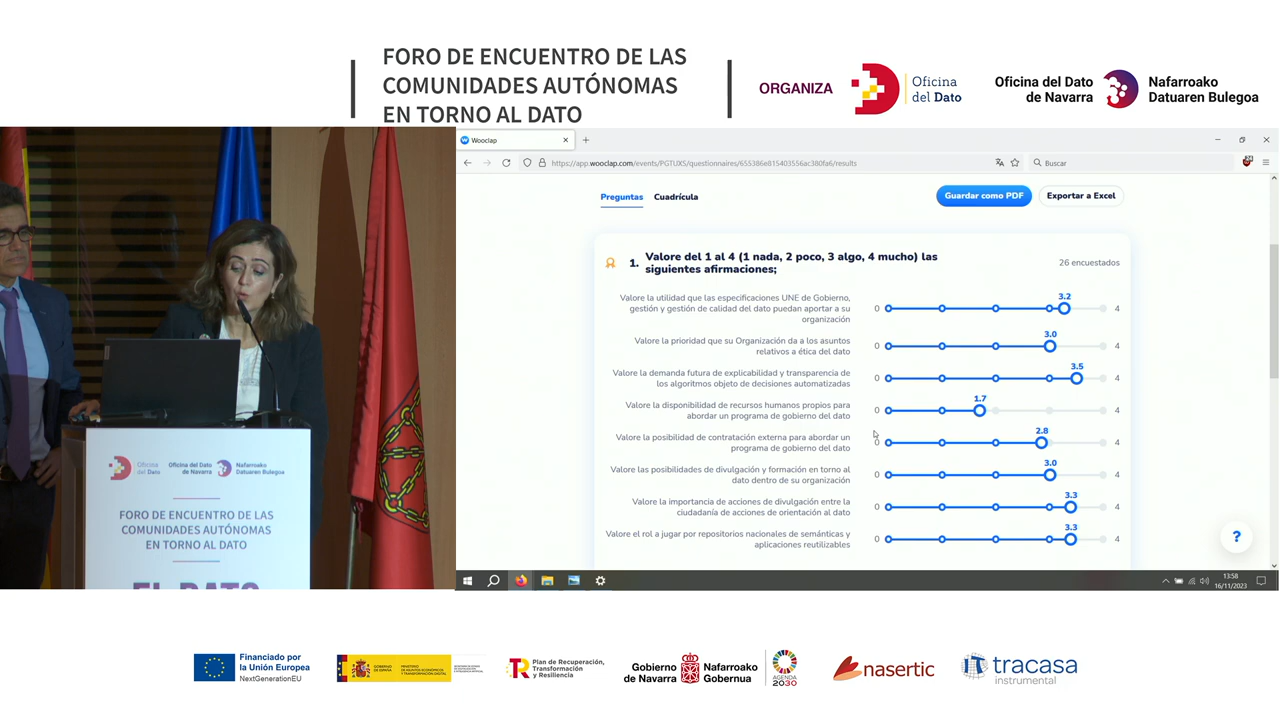 FORO DE ENCUENTRO DE LAS
COMUNIDADES AUTÓNOMAS
EN TORNO AL DATO
ORGANIZA
Oficina
del Dato
Oficina del Dato
de Navarra
Nafarroako
Datuaren Bulegoa
Wooclap
https://app.wooclap.com/events/PGTUXS/questionnaires/655386e815403556ac380fa6/results
Buscar
Preguntas
Cuadrícula
Guardar como PDF
Exportar a Excel
1. Valore del 1 al 4 (1 nada, 2 poco, 3 algo, 4 mucho) las
siguientes afirmaciones;
26 encuestados
Valore la utilidad que las especificaciones UNE de Gobierno,
gestión y gestión de calidad del dato puedan aportar a su
organización
0 3.2 4
Valore la prioridad que su Organización da a los asuntos
relativos a ética del dato
0 3.0 4
Valore la demanda futura de explicabilidad y transparencia de
los algoritmos objeto de decisiones automatizadas
0 3.5 4
Valore la disponibilidad de recursos humanos propios para
abordar un programa de gobierno del dato
0 1.7 4
Valore la posibilidad de contratación externa para abordar un
programa de gobierno del dato
0 2.8 4
Valore las posibilidades de divulgación y formación en torno al
dato dentro de su organización
0 3.0 4
Valore la importancia de acciones de divulgación entre la
ciudadanía de acciones de orientación al dato
0 3.3 4
Valore el rol a jugar por repositorios nacionales de semánticas y
aplicaciones reutilizables
0 3.3 4
?
13:58
16/11/2023
Oficina
del Dato
Oficina del Dato
de Navarra
Nafarroako
Datuaren Bulegoa
FORO DE ENCUENTRO DE LAS
COMUNIDADES AUTÓNOMAS
EN TORNO AL DATO
EL DATO
Financiado por
la Unión Europea
NextGenerationEU
GOBIERNO
DE ESPAÑA
MINISTERIO
DE ASUNTOS ECONÓMICOS
Y TRANSFORMACIÓN DIGITAL
Plan de Recuperación,
Transformación
y Resiliencia
Gobierno
de Navarra
Nafarroako
Gobernua
AGENDA
2030
nasertic
tracasa
instrumental